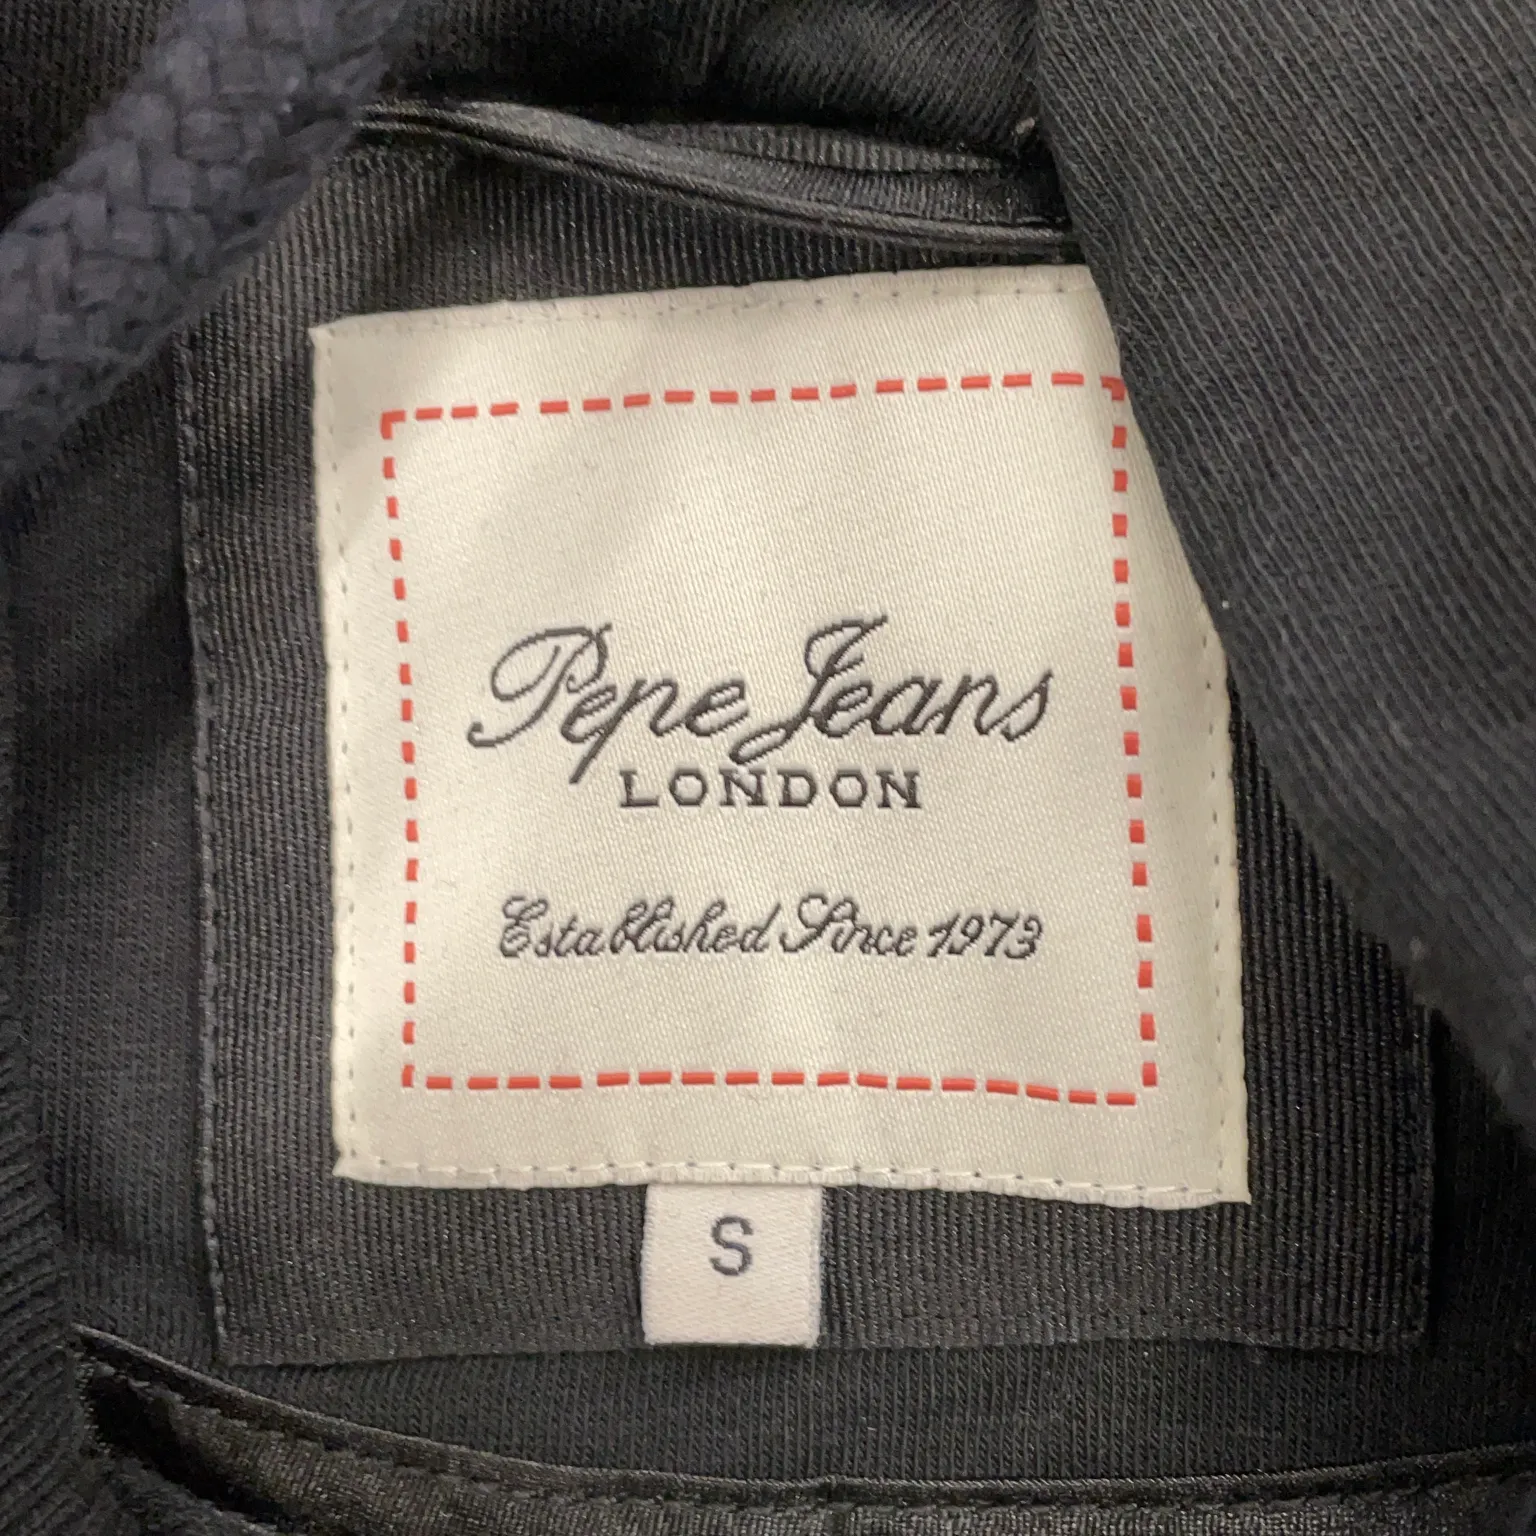 Pepe Jeans
LONDON
Established Since 1973
S